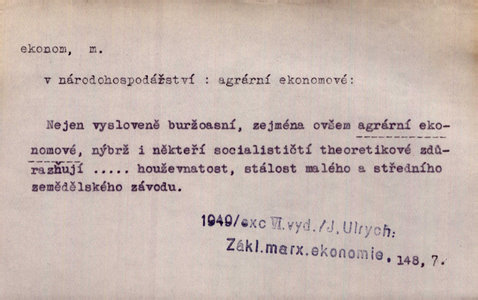 ekonom, m.
v národohospodářství : agrární ekonomové:
Nejen vysloveně buržoasní, zejména ovšem agrární eko-
nomové, nýbrž i někteří socialističtí theoretikové zdů-
razňují ..... houževnatost, stálost malého a středního
zemědělského závodu.
1949/exc VI.vyd./J.Ulrych:
Zákl.marx.ekonomie. 148, 7.